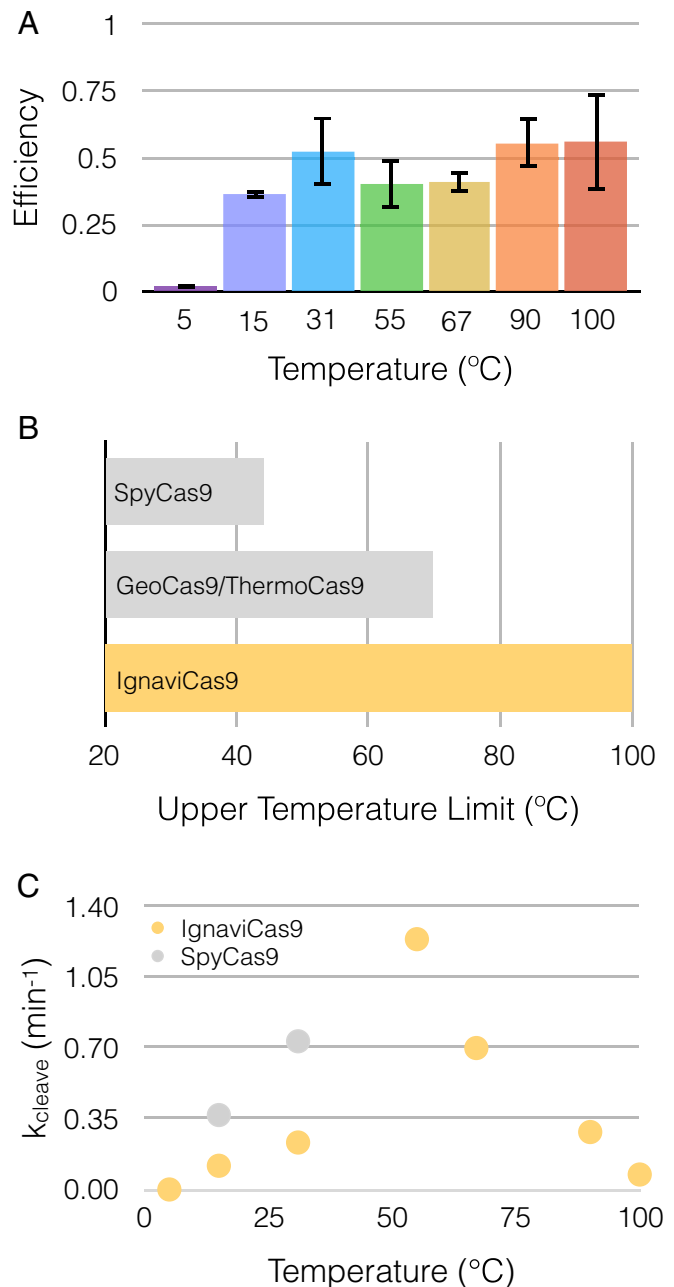 A
1
0.75
0.5
0.25
0
Efficiency
5 15 31 55 67 90 100
Temperature (°C)
B
SpyCas9
GeoCas9/ThermoCas9
IgnaviCas9
20 40 60 80 100
Upper Temperature Limit (°C)
C
1.40
IgnaviCas9
SpyCas9
1.05
0.70
0.35
0.00
kcleave (min-1)
0 25 50 75 100
Temperature (°C)